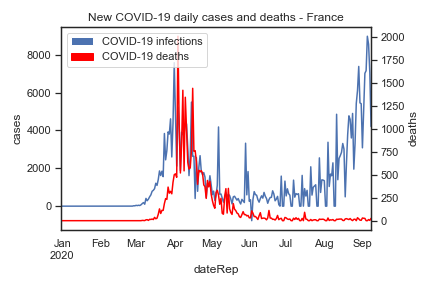 New COVID-19 daily cases and deaths - France
COVID-19 infections
COVID-19 deaths
8000
6000
4000
2000
0
cases
2000
1750
1500
1250
1000
750
500
250
0
deaths
Jan Feb Mar Apr May Jun Jul Aug Sep
2020
dateRep